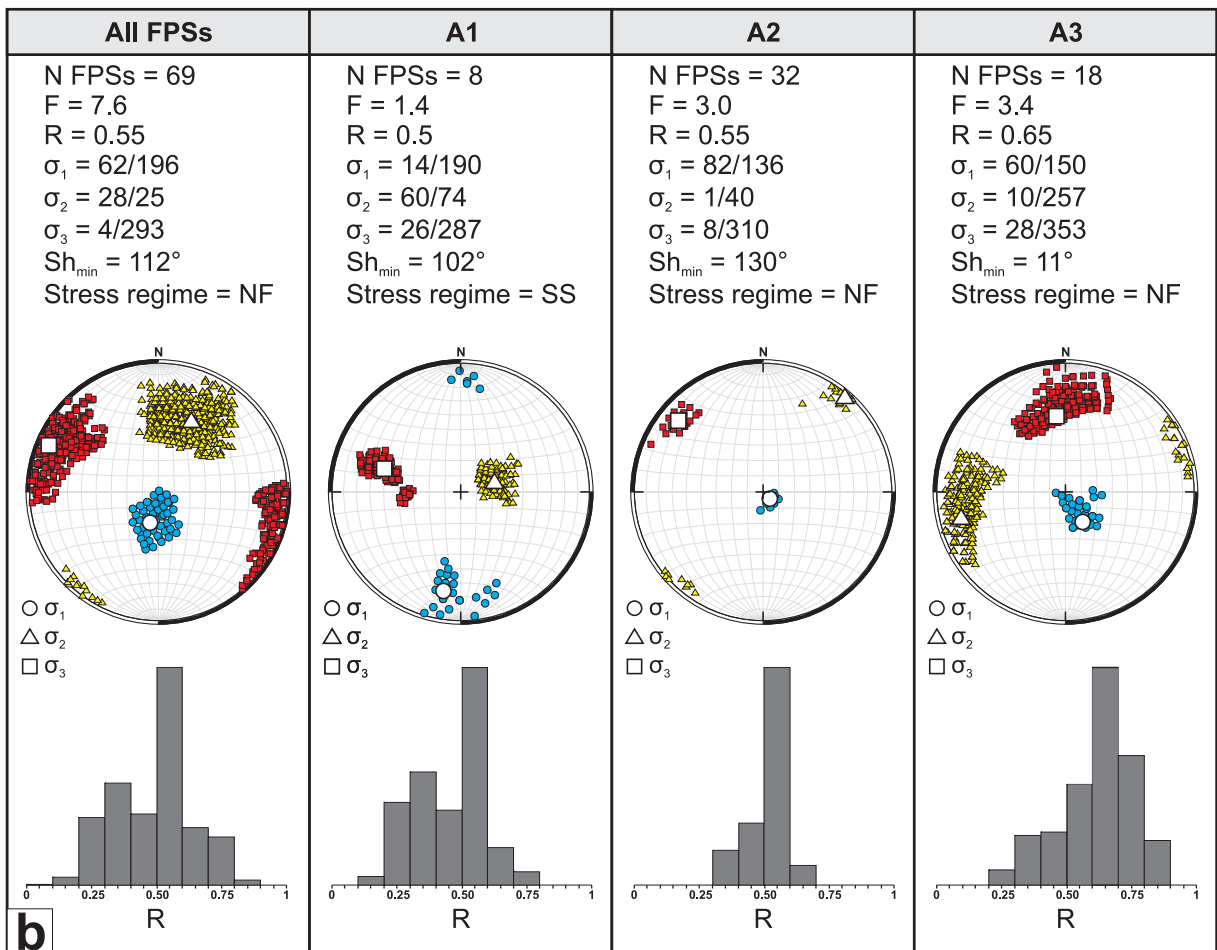 All FPSs
N FPSs = 69
F = 7.6
R = 0.55
σ₁ = 62/196
σ₂ = 28/25
σ₃ = 4/293
Shₘᵢₙ = 112°
Stress regime = NF
N
○ σ₁
△ σ₂
□ σ₃
0 0.25 0.50 0.75 1
R
A1
N FPSs = 8
F = 1.4
R = 0.5
σ₁ = 14/190
σ₂ = 60/74
σ₃ = 26/287
Shₘᵢₙ = 102°
Stress regime = SS
N
○ σ₁
△ σ₂
□ σ₃
0 0.25 0.50 0.75 1
R
A2
N FPSs = 32
F = 3.0
R = 0.55
σ₁ = 82/136
σ₂ = 1/40
σ₃ = 8/310
Shₘᵢₙ = 130°
Stress regime = NF
N
○ σ₁
△ σ₂
□ σ₃
0 0.25 0.50 0.75 1
R
A3
N FPSs = 18
F = 3.4
R = 0.65
σ₁ = 60/150
σ₂ = 10/257
σ₃ = 28/353
Shₘᵢₙ = 11°
Stress regime = NF
N
○ σ₁
△ σ₂
□ σ₃
0 0.25 0.50 0.75 1
R
b